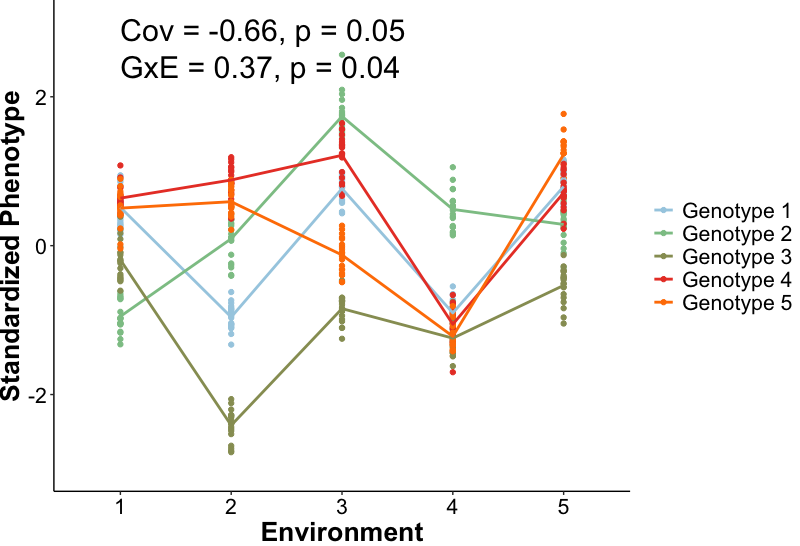 Cov = -0.66, p = 0.05
GxE = 0.37, p = 0.04
Standardized Phenotype
2
0
-2
1 2 3 4 5
Environment
Genotype 1
Genotype 2
Genotype 3
Genotype 4
Genotype 5